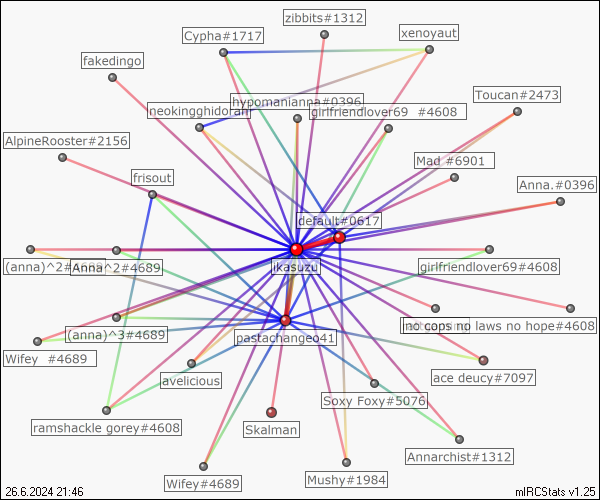 zibbits#1312
Cypha#1717
xenoyaut
fakedingo
Toucan#2473
hypomanianna#0396
neokingghidorah
girlfriendlover69 #4608
AlpineRooster#2156
Mad #6901
frisout
Anna.#0396
default#0617
(anna)^2#4689
Anna^2#4689
ikasuzu
girlfriendlover69#4608
no cops no laws no hope#4608
(anna)^3#4689
pastachangeo41
Wifey #4689
avelicious
ace deucy#7097
Soxy Foxy#5076
ramshackle gorey#4608
Skalman
Annarchist#1312
Wifey#4689
Mushy#1984
26.6.2024 21:46
mIRCStats v1.25